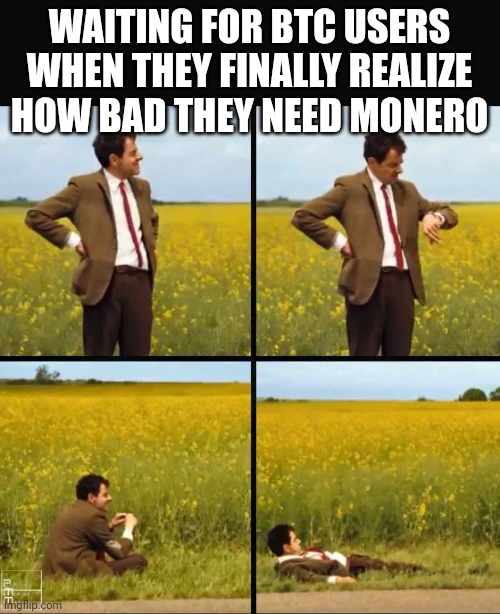 WAITING FOR BTC USERS
WHEN THEY FINALLY REALIZE
HOW BAD THEY NEED MONERO
imgflip.com